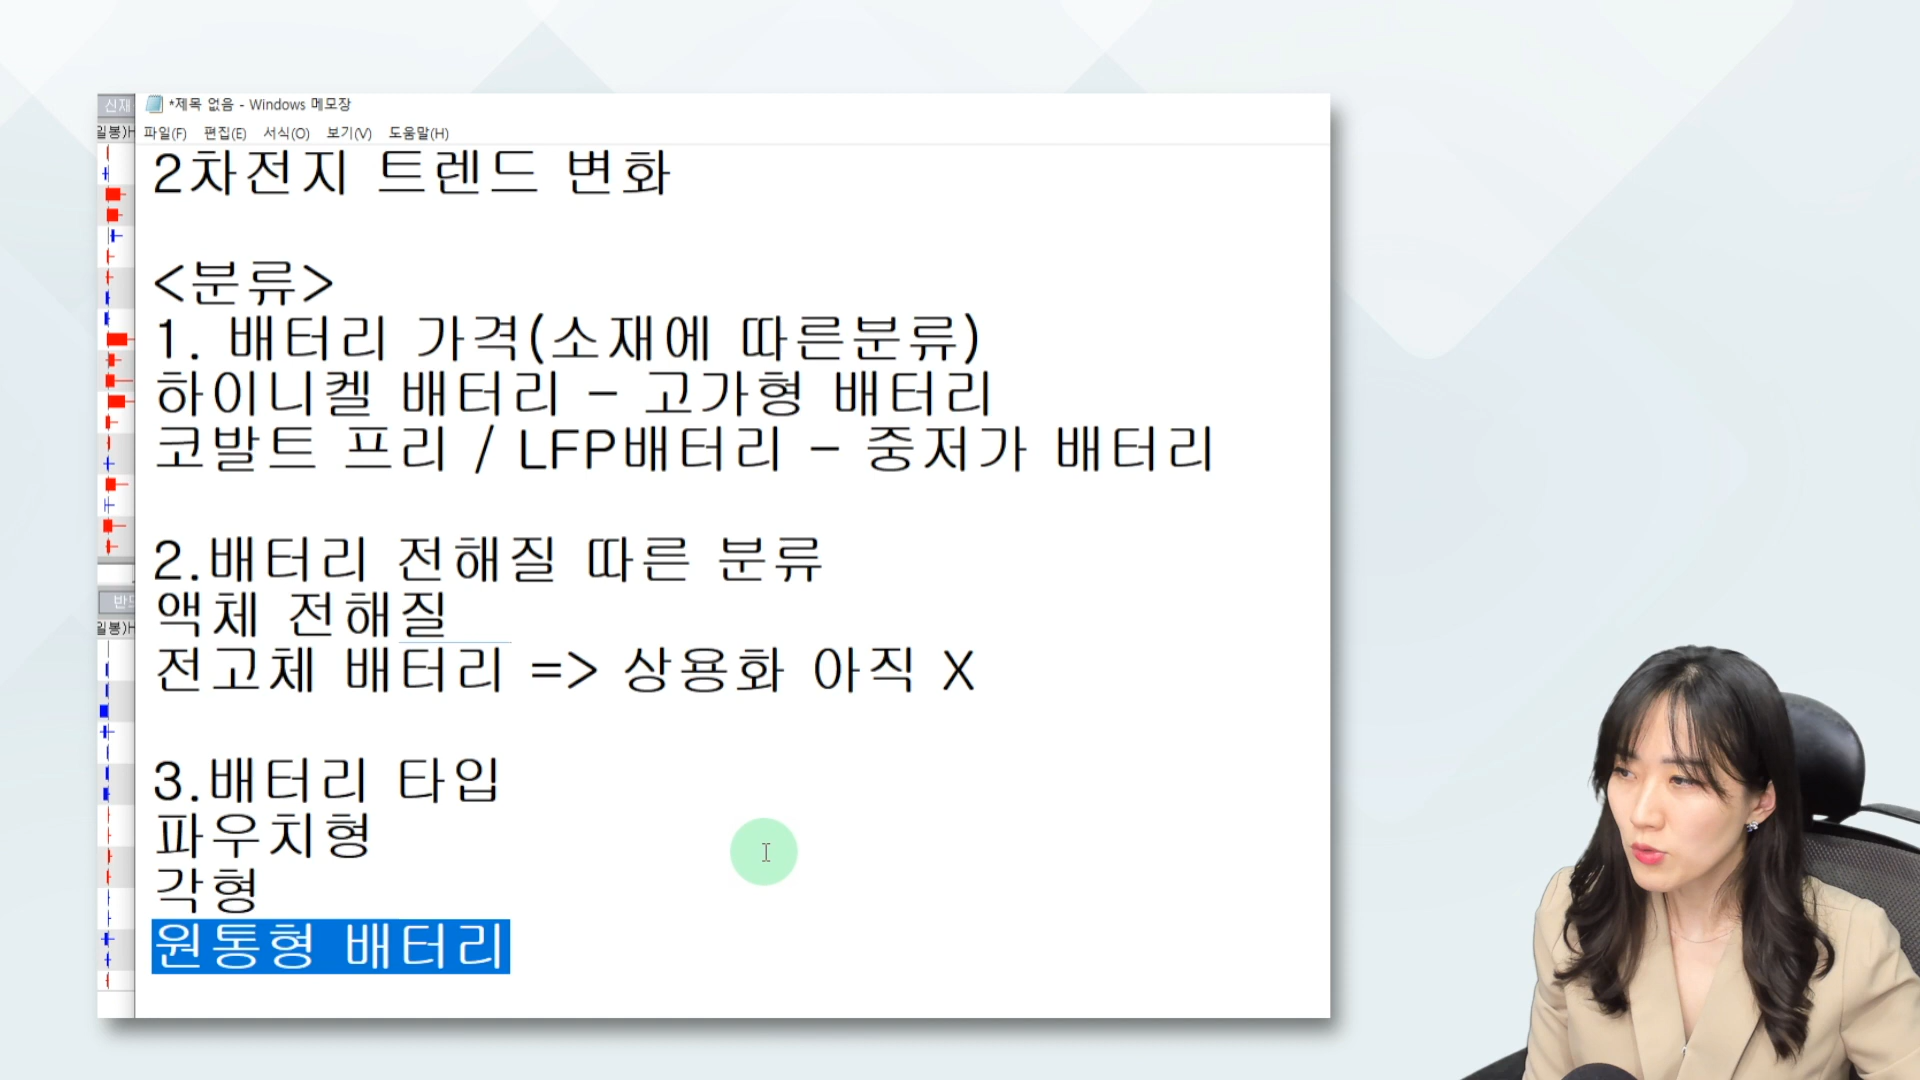 신재
*제목 없음 - Windows 메모장
일봉)
파일(F) 편집(E) 서식(O) 보기(V) 도움말(H)
2차전지 트렌드 변화
<분류>
1. 배터리 가격(소재에 따른분류)
하이니켈 배터리 - 고가형 배터리
코발트 프리 / LFP배터리 - 중저가 배터리
2.배터리 전해질 따른 분류
액체 전해질
전고체 배터리 => 상용화 아직 X
3.배터리 타입
파우치형
각형
원통형 배터리
일봉)